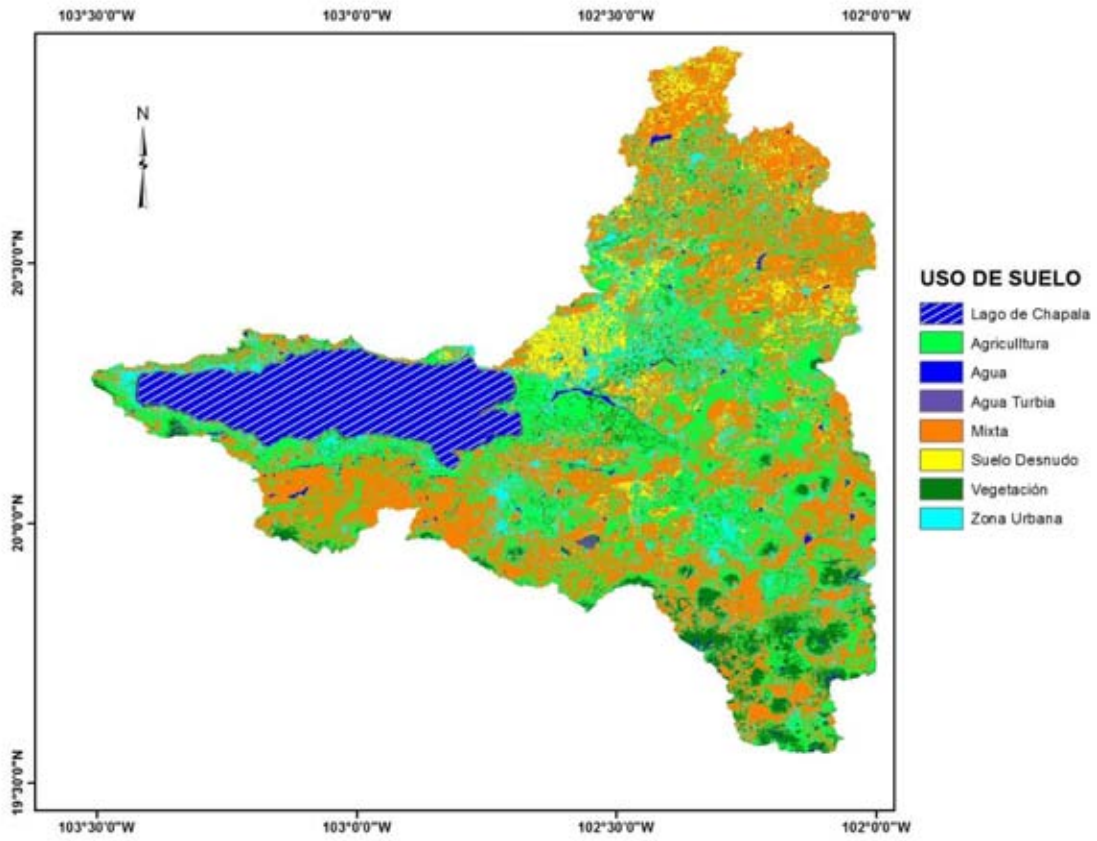 103°30'0"W 103°0'0"W 102°30'0"W 102°0'0"W
N
20°30'0"N
20°0'0"N
19°30'0"N
USO DE SUELO
Lago de Chapala
Agricilltura
Agua
Agua Turbia
Mixta
Suelo Desnudo
Vegetación
Zona Urbana
103°30'0"W 103°0'0"W 102°30'0"W 102°0'0"W